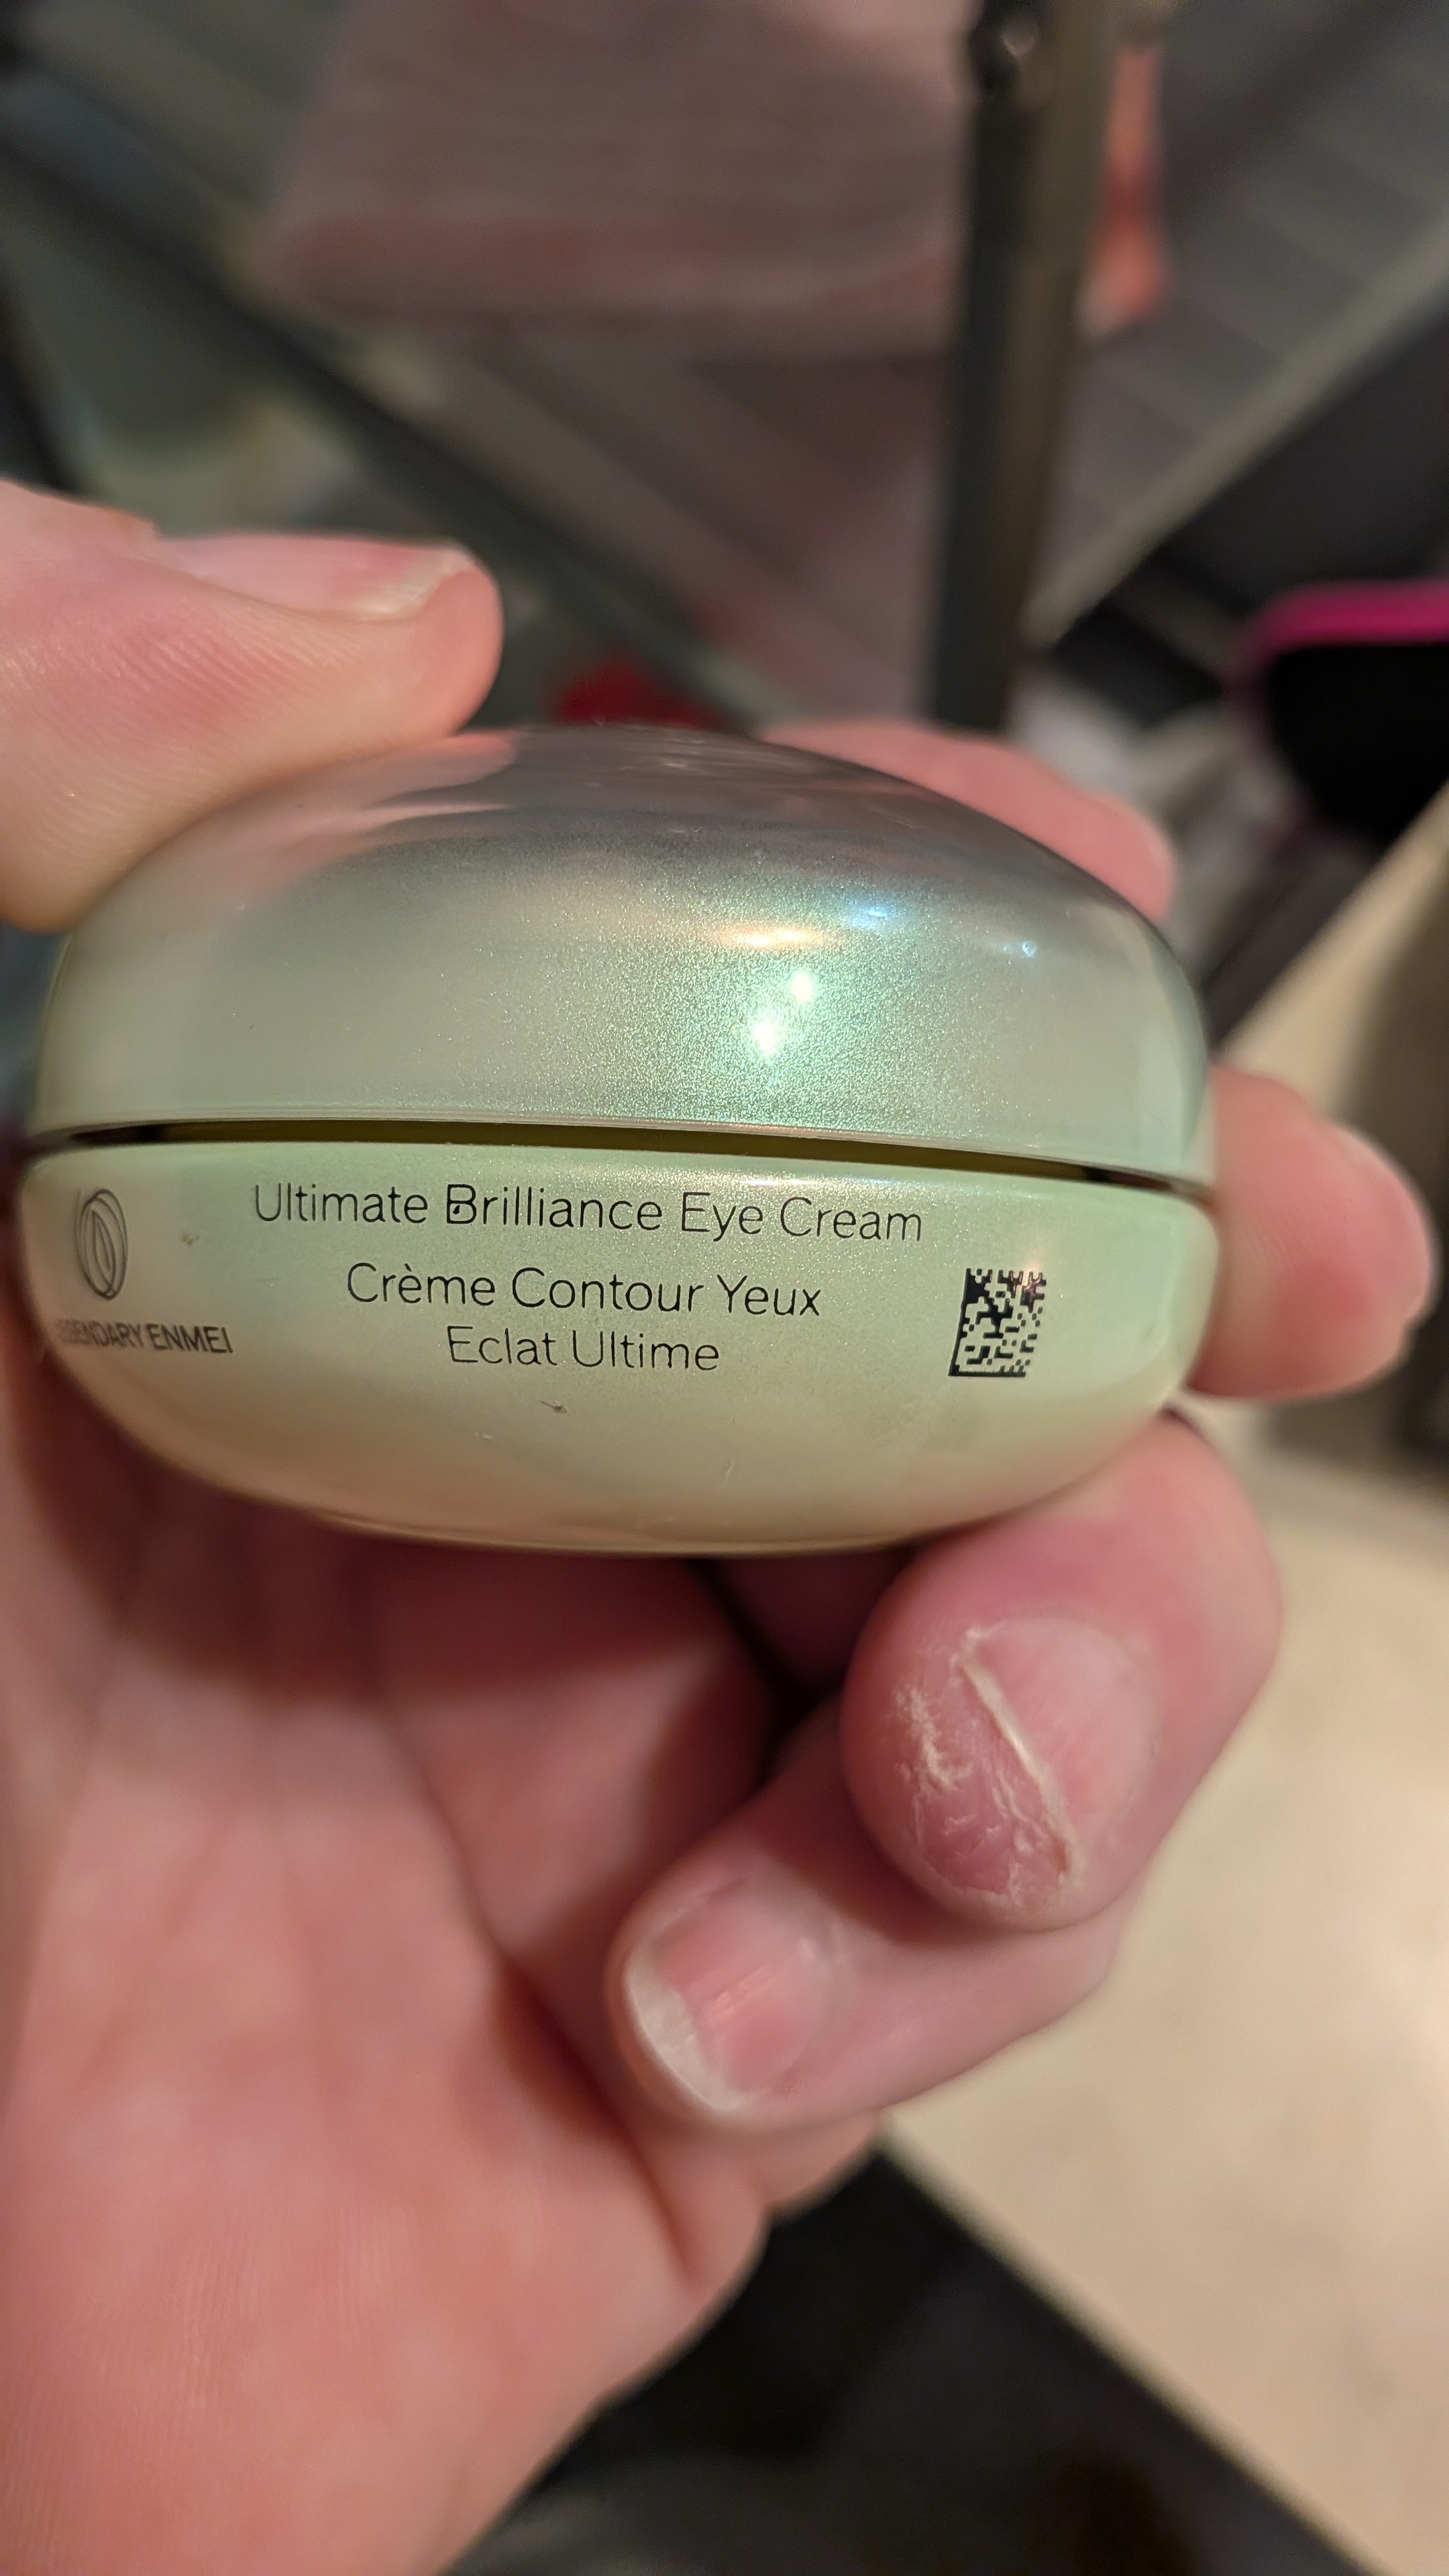 Ultimate Brilliance Eye Cream
Crème Contour Yeux
Eclat Ultime
ENMEI